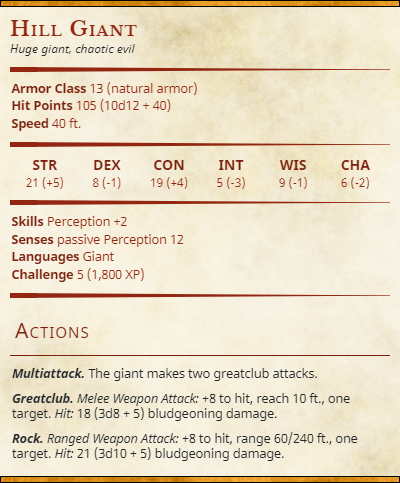 Hill Giant
Huge giant, chaotic evil
Armor Class 13 (natural armor)
Hit Points 105 (10d12 + 40)
Speed 40 ft.
STR DEX CON INT WIS CHA
21 (+5) 8 (-1) 19 (+4) 5 (-3) 9 (-1) 6 (-2)
Skills Perception +2
Senses passive Perception 12
Languages Giant
Challenge 5 (1,800 XP)
Actions
Multiattack. The giant makes two greatclub attacks.
Greatclub. Melee Weapon Attack: +8 to hit, reach 10 ft., one
target. Hit: 18 (3d8 + 5) bludgeoning damage.
Rock. Ranged Weapon Attack: +8 to hit, range 60/240 ft., one
target. Hit: 21 (3d10 + 5) bludgeoning damage.